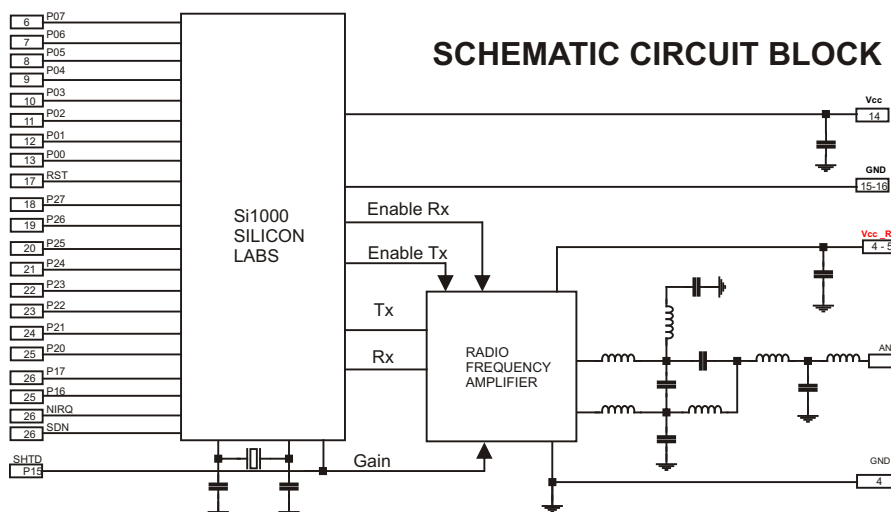 SCHEMATIC CIRCUIT BLOCK
6 P07
7 P06
8 P05
9 P04
10 P03
11 P02
12 P01
13 P00
17 RST
18 P27
19 P26
20 P25
21 P24
22 P23
23 P22
24 P21
25 P20
26 P17
25 P16
26 NIRQ
26 SDN
SHTD
P15
Si1000
SILICON
LABS
Enable Rx
Enable Tx
Tx
Rx
Gain
RADIO
FREQUENCY
AMPLIFIER
Vcc
14
GND
15-16
Vcc_R
4 - 5
AN
GND
4